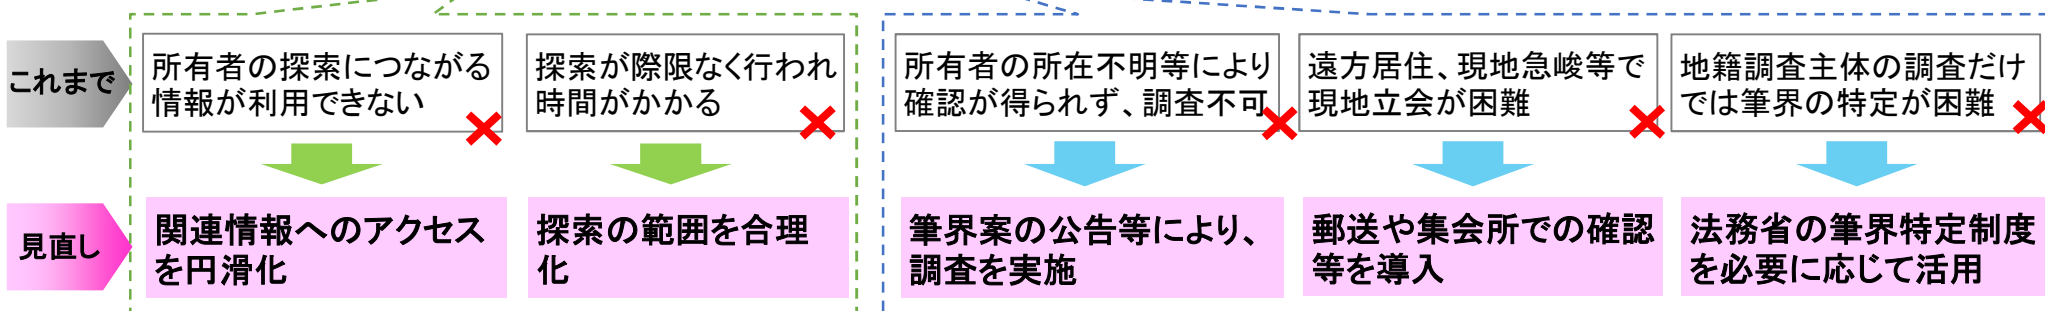 これまで
所有者の探索につながる
情報が利用できない
探索が際限なく行われ
時間がかかる
所有者の所在不明等により
確認が得られず、調査不可
遠方居住、現地急峻等で
現地立会が困難
地籍調査主体の調査だけ
では筆界の特定が困難
見直し
関連情報へのアクセス
を円滑化
探索の範囲を合理
化
筆界案の公告等により、
調査を実施
郵送や集会所での確認
等を導入
法務省の筆界特定制度
を必要に応じて活用